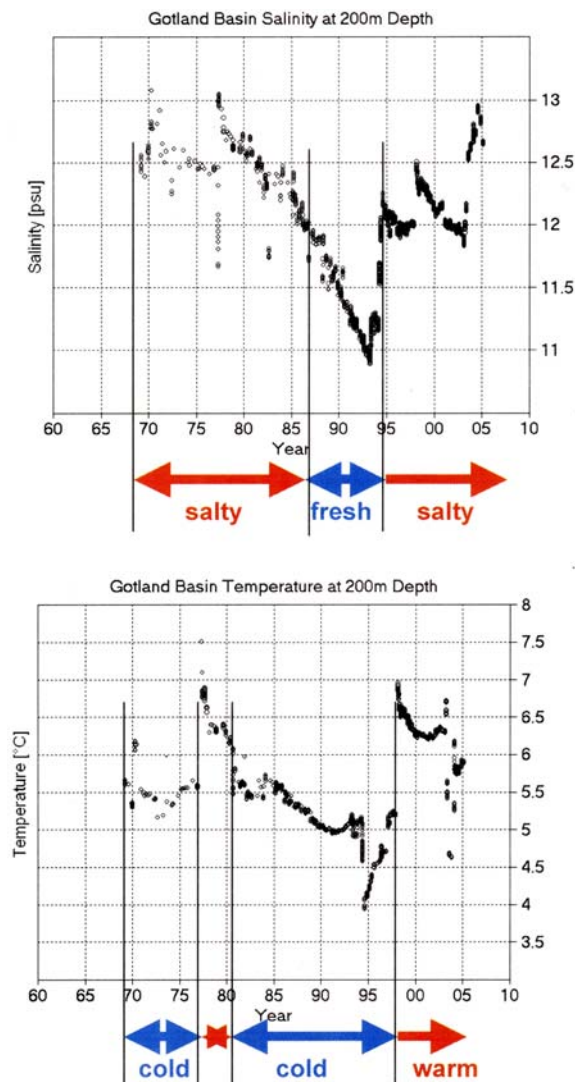 Gotland Basin Salinity at 200m Depth
13
12.5
12
11.5
11
Salinity [psu]
60 65 70 75 80 85 90 95 00 05 10
Year
salty fresh salty
Gotland Basin Temperature at 200m Depth
8
7.5
7
6.5
6
5.5
5
4.5
4
3.5
Temperature [°C]
60 65 70 75 80 85 90 95 00 05 10
Year
cold cold warm